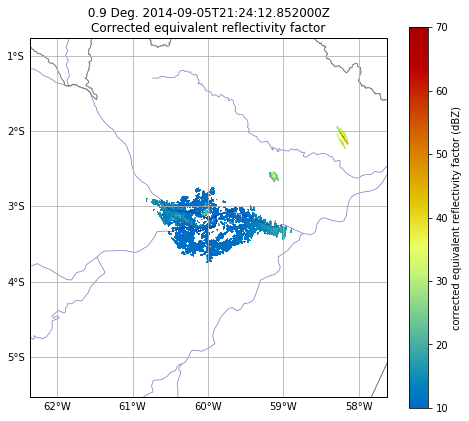 0.9 Deg. 2014-09-05T21:24:12.852000Z
Corrected equivalent reflectivity factor
1°S
2°S
3°S
4°S
5°S
62°W
61°W
60°W
59°W
58°W
70
60
50
40
30
20
10
corrected equivalent reflectivity factor (dBZ)